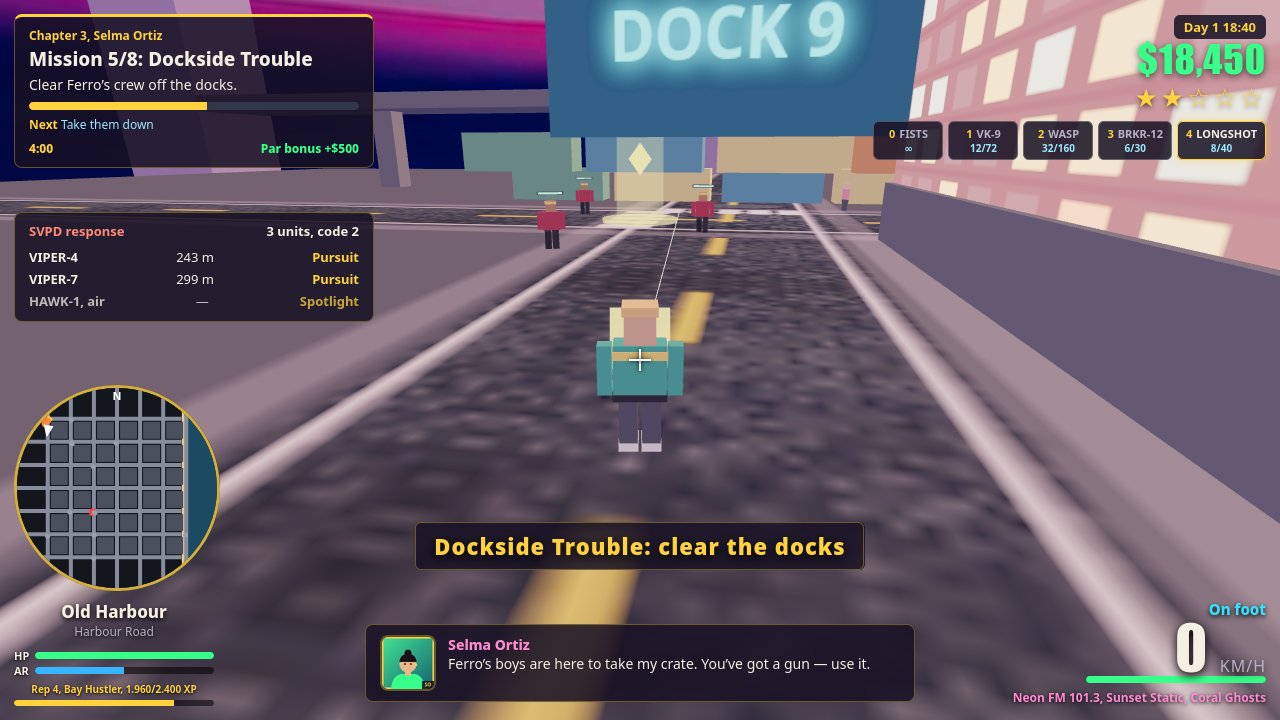 Chapter 3, Selma Ortiz
Mission 5/8: Dockside Trouble
Clear Ferro's crew off the docks.
Next Take them down
4:00 Par bonus +$500
SVPD response 3 units, code 2
VIPER-4 243 m Pursuit
VIPER-7 299 m Pursuit
HAWK-1, air — Spotlight
DOCK 9
Day 1 18:40
$18,450
0 FISTS ∞
1 VK-9 12/72
2 WASP 32/160
3 BRKR-12 6/30
4 LONGSHOT 8/40
N
Old Harbour
Harbour Road
HP
AR
Rep 4, Bay Hustler, 1.960/2.400 XP
Dockside Trouble: clear the docks
Selma Ortiz
Ferro's boys are here to take my crate. You've got a gun — use it.
On foot
0 KM/H
Neon FM 101.3, Sunset Static, Coral Ghosts